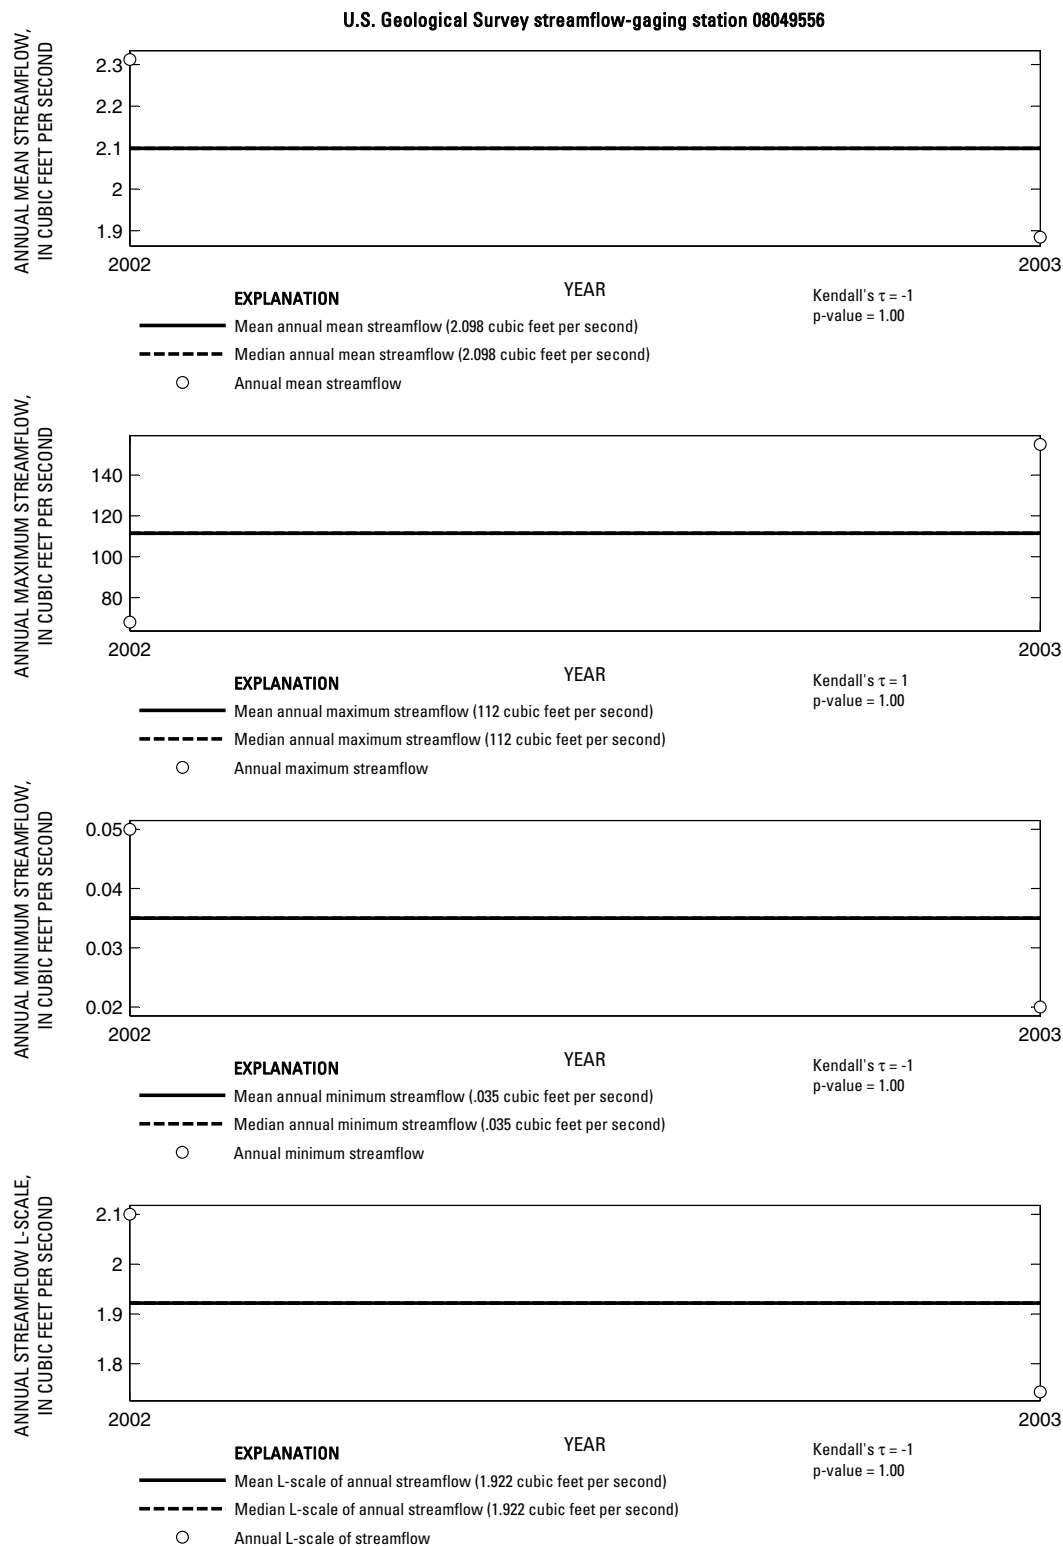 U.S. Geological Survey streamflow-gaging station 08049556
ANNUAL MEAN STREAMFLOW,
IN CUBIC FEET PER SECOND
2.3
2.2
2.1
2
1.9
2002
2003
YEAR
EXPLANATION
Mean annual mean streamflow (2.098 cubic feet per second)
Median annual mean streamflow (2.098 cubic feet per second)
Annual mean streamflow
Kendall's τ = -1
p-value = 1.00
ANNUAL MAXIMUM STREAMFLOW,
IN CUBIC FEET PER SECOND
140
120
100
80
2002
2003
YEAR
EXPLANATION
Mean annual maximum streamflow (112 cubic feet per second)
Median annual maximum streamflow (112 cubic feet per second)
Annual maximum streamflow
Kendall's τ = 1
p-value = 1.00
ANNUAL MINIMUM STREAMFLOW,
IN CUBIC FEET PER SECOND
0.05
0.04
0.03
0.02
2002
2003
YEAR
EXPLANATION
Mean annual minimum streamflow (.035 cubic feet per second)
Median annual minimum streamflow (.035 cubic feet per second)
Annual minimum streamflow
Kendall's τ = -1
p-value = 1.00
ANNUAL STREAMFLOW L-SCALE,
IN CUBIC FEET PER SECOND
2.1
2
1.9
1.8
2002
2003
YEAR
EXPLANATION
Mean L-scale of annual streamflow (1.922 cubic feet per second)
Median L-scale of annual streamflow (1.922 cubic feet per second)
Annual L-scale of streamflow
Kendall's τ = -1
p-value = 1.00